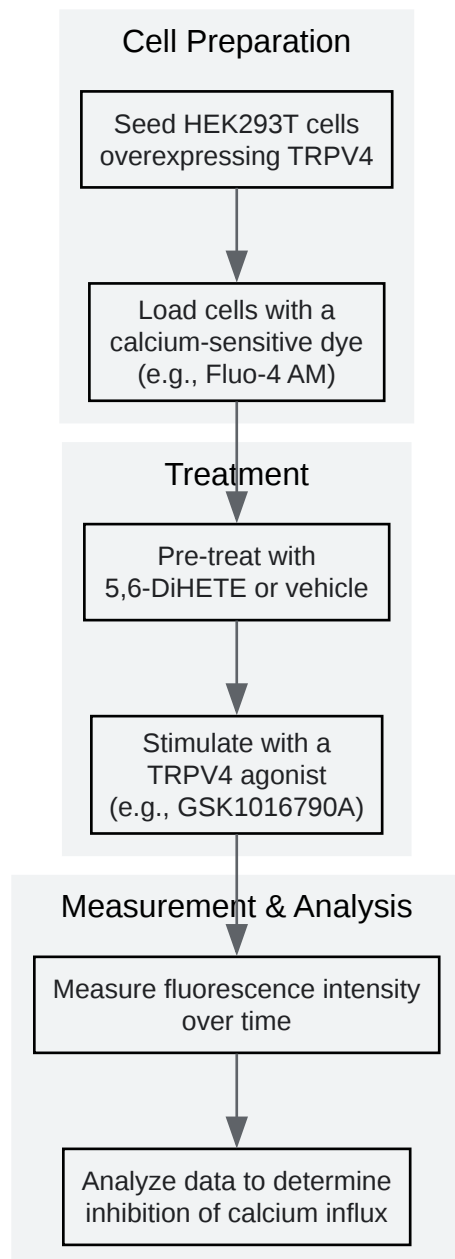 Cell Preparation
Seed HEK293T cells
overexpressing TRPV4
Load cells with a
calcium-sensitive dye
(e.g., Fluo-4 AM)
Treatment
Pre-treat with
5,6-DiHETE or vehicle
Stimulate with a
TRPV4 agonist
(e.g., GSK1016790A)
Measurement & Analysis
Measure fluorescence intensity
over time
Analyze data to determine
inhibition of calcium influx